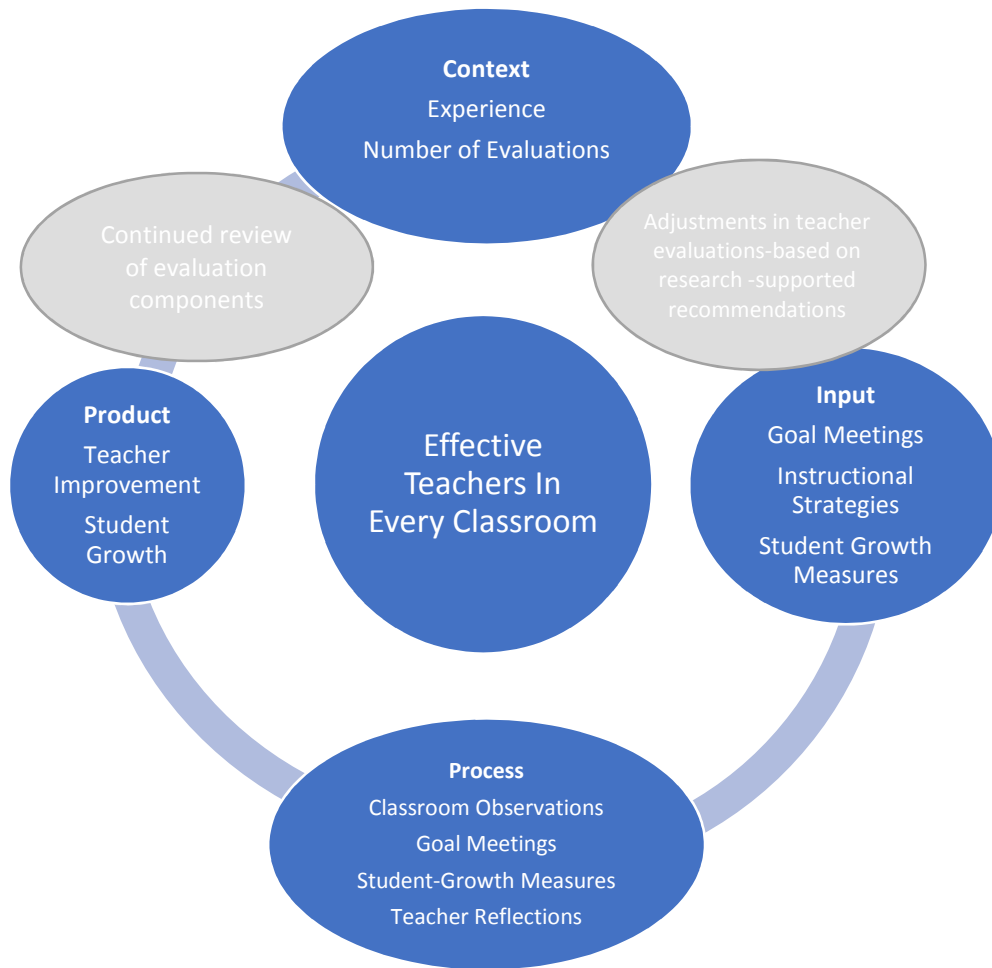 Context
Experience
Number of Evaluations
Continued review
of evaluation
components
Adjustments in teacher
evaluations-based on
research -supported
recommendations
Effective
Teachers In
Every Classroom
Product
Teacher
Improvement
Student
Growth
Input
Goal Meetings
Instructional
Strategies
Student Growth
Measures
Process
Classroom Observations
Goal Meetings
Student-Growth Measures
Teacher Reflections